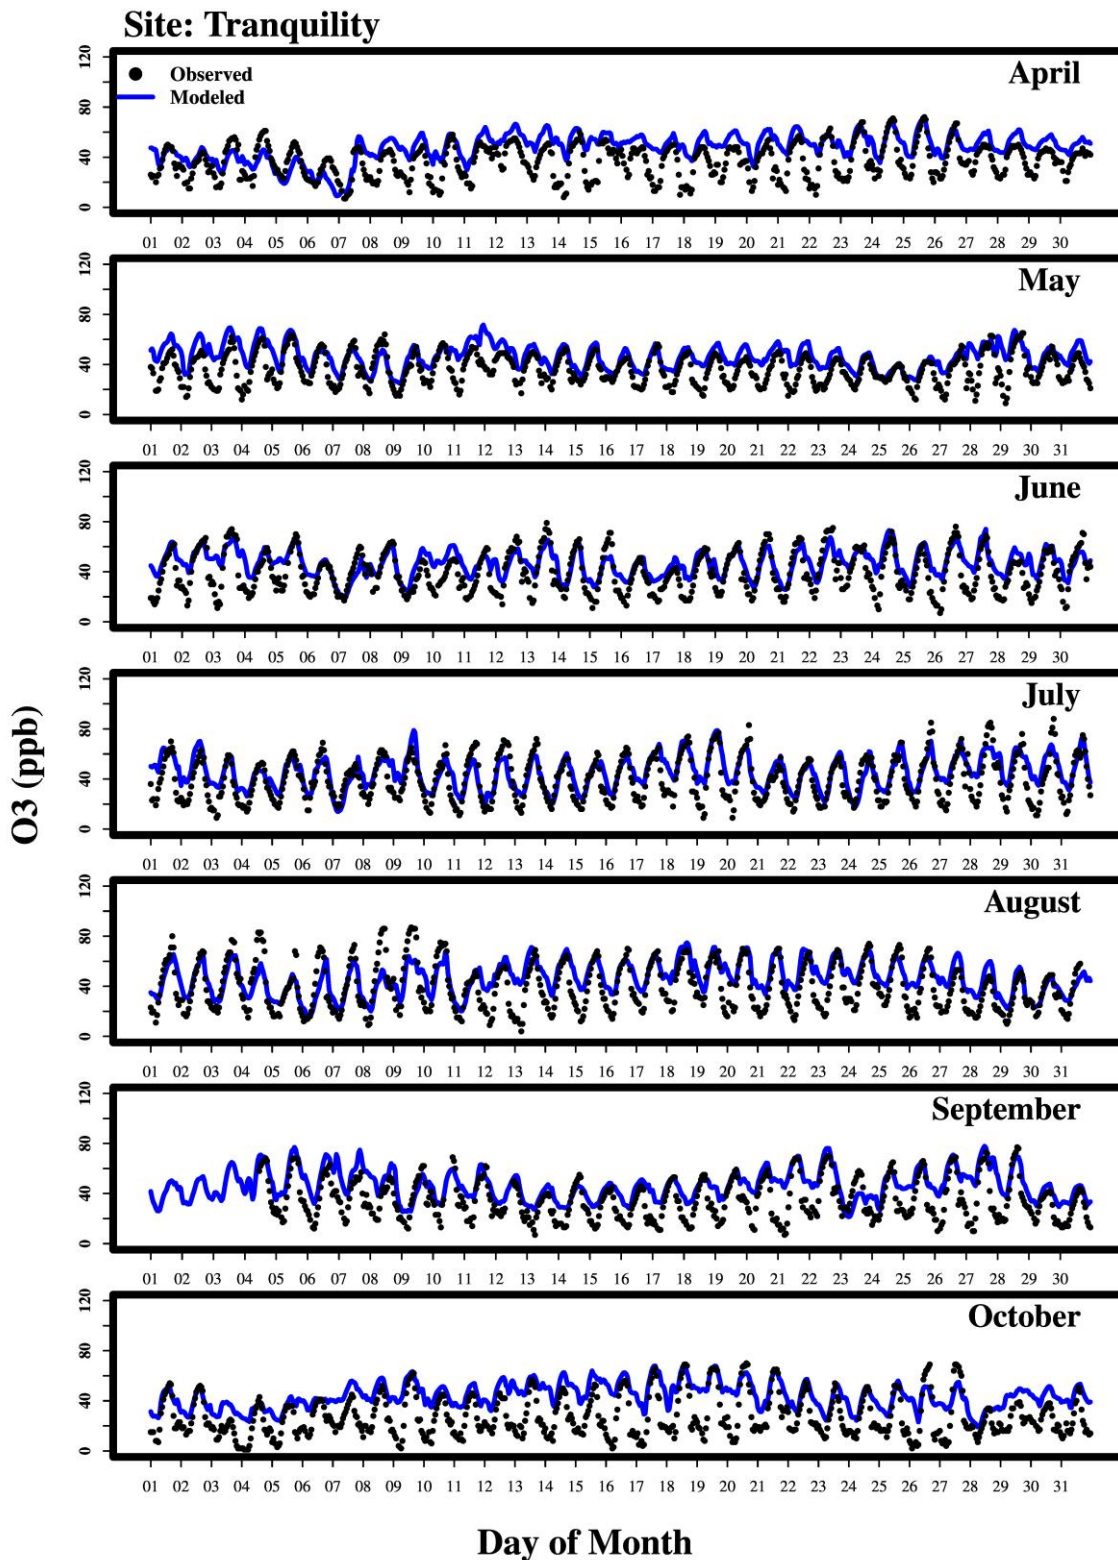 Site: Tranquility
April
Observed
Modeled
0 40 80 120
01 02 03 04 05 06 07 08 09 10 11 12 13 14 15 16 17 18 19 20 21 22 23 24 25 26 27 28 29 30
May
0 40 80 120
01 02 03 04 05 06 07 08 09 10 11 12 13 14 15 16 17 18 19 20 21 22 23 24 25 26 27 28 29 30 31
June
0 40 80 120
01 02 03 04 05 06 07 08 09 10 11 12 13 14 15 16 17 18 19 20 21 22 23 24 25 26 27 28 29 30
July
0 40 80 120
01 02 03 04 05 06 07 08 09 10 11 12 13 14 15 16 17 18 19 20 21 22 23 24 25 26 27 28 29 30 31
O3 (ppb)
August
0 40 80 120
01 02 03 04 05 06 07 08 09 10 11 12 13 14 15 16 17 18 19 20 21 22 23 24 25 26 27 28 29 30 31
September
0 40 80 120
01 02 03 04 05 06 07 08 09 10 11 12 13 14 15 16 17 18 19 20 21 22 23 24 25 26 27 28 29 30
October
0 40 80 120
01 02 03 04 05 06 07 08 09 10 11 12 13 14 15 16 17 18 19 20 21 22 23 24 25 26 27 28 29 30 31
Day of Month